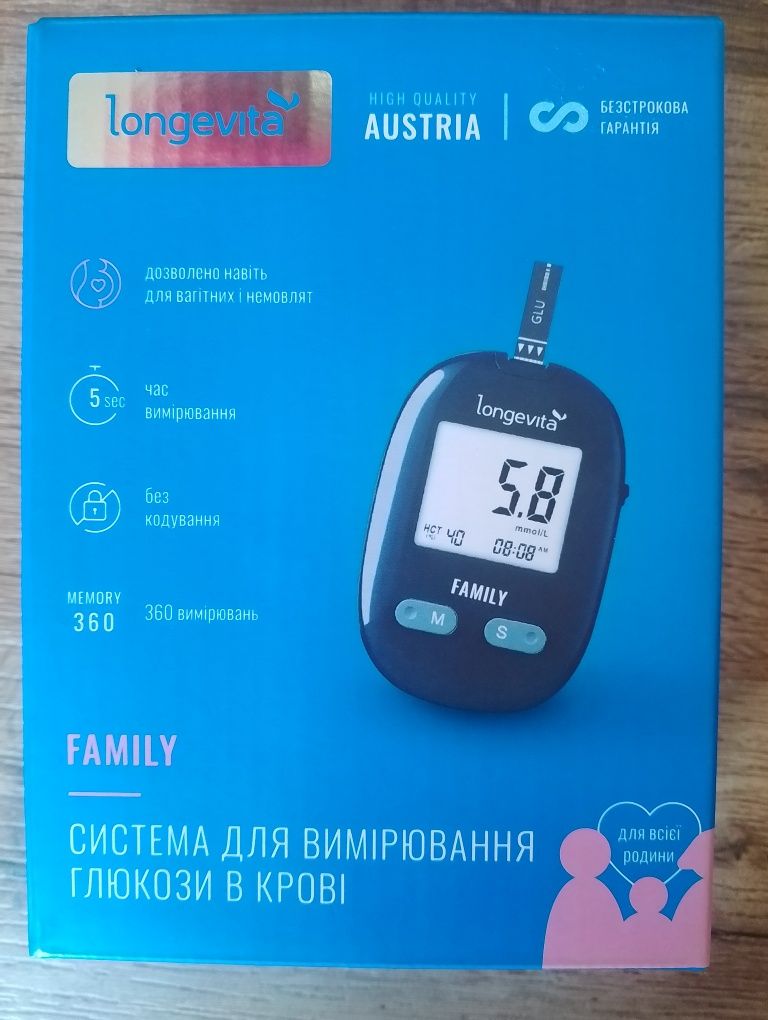 longevita
HIGH QUALITY
AUSTRIA
БЕЗСТРОКОВА
ГАРАНТІЯ
дозволено навіть
для вагітних і немовлят
5 sec
час
вимірювання
без
кодування
MEMORY
360
360 вимірювань
GLU
longevita
5.8
mmol/L
HCT 40
08:08 AM
FAMILY
M
S
FAMILY
СИСТЕМА ДЛЯ ВИМІРЮВАННЯ
ГЛЮКОЗИ В КРОВІ
для всієї
родини